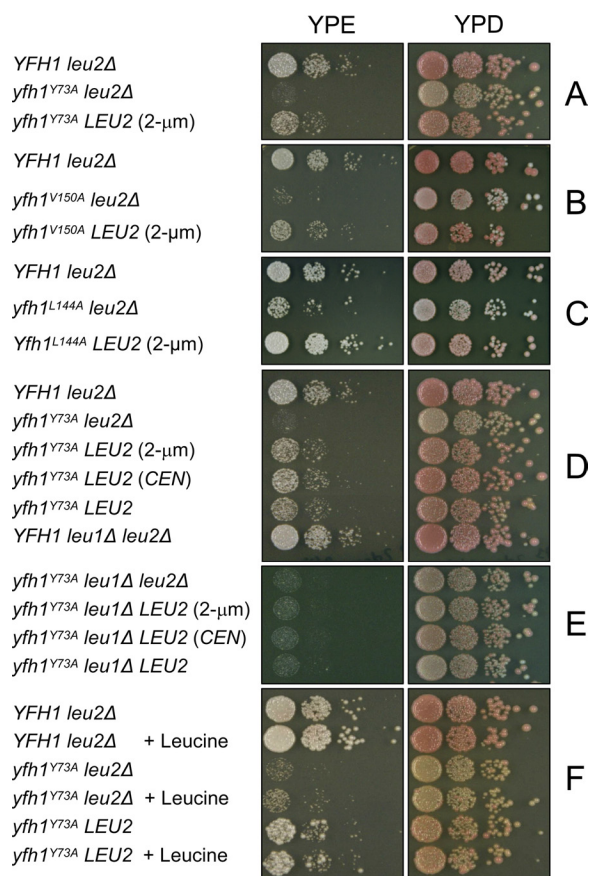 YPE YPD
YFH1 leu2Δ
yfh1Y73A leu2Δ
yfh1Y73A LEU2 (2-μm)
A
YFH1 leu2Δ
yfh1V150A leu2Δ
yfh1V150A LEU2 (2-μm)
B
YFH1 leu2Δ
yfh1L144A leu2Δ
Yfh1L144A LEU2 (2-μm)
C
YFH1 leu2Δ
yfh1Y73A leu2Δ
yfh1Y73A LEU2 (2-μm)
yfh1Y73A LEU2 (CEN)
yfh1Y73A LEU2
YFH1 leu1Δ leu2Δ
D
yfh1Y73A leu1Δ leu2Δ
yfh1Y73A leu1Δ LEU2 (2-μm)
yfh1Y73A leu1Δ LEU2 (CEN)
yfh1Y73A leu1Δ LEU2
E
YFH1 leu2Δ
YFH1 leu2Δ + Leucine
yfh1Y73A leu2Δ
yfh1Y73A leu2Δ + Leucine
yfh1Y73A LEU2
yfh1Y73A LEU2 + Leucine
F